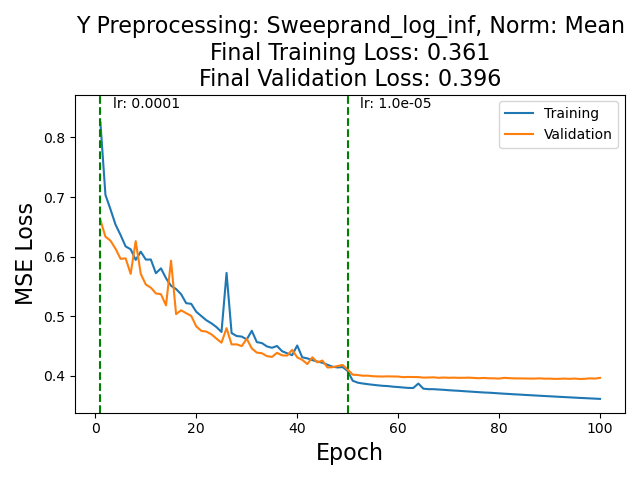 Y Preprocessing: Sweeprand_log_inf, Norm: Mean
Final Training Loss: 0.361
Final Validation Loss: 0.396
lr: 0.0001
lr: 1.0e-05
Training
Validation
0.8
0.7
0.6
0.5
0.4
MSE Loss
0
20
40
60
80
100
Epoch